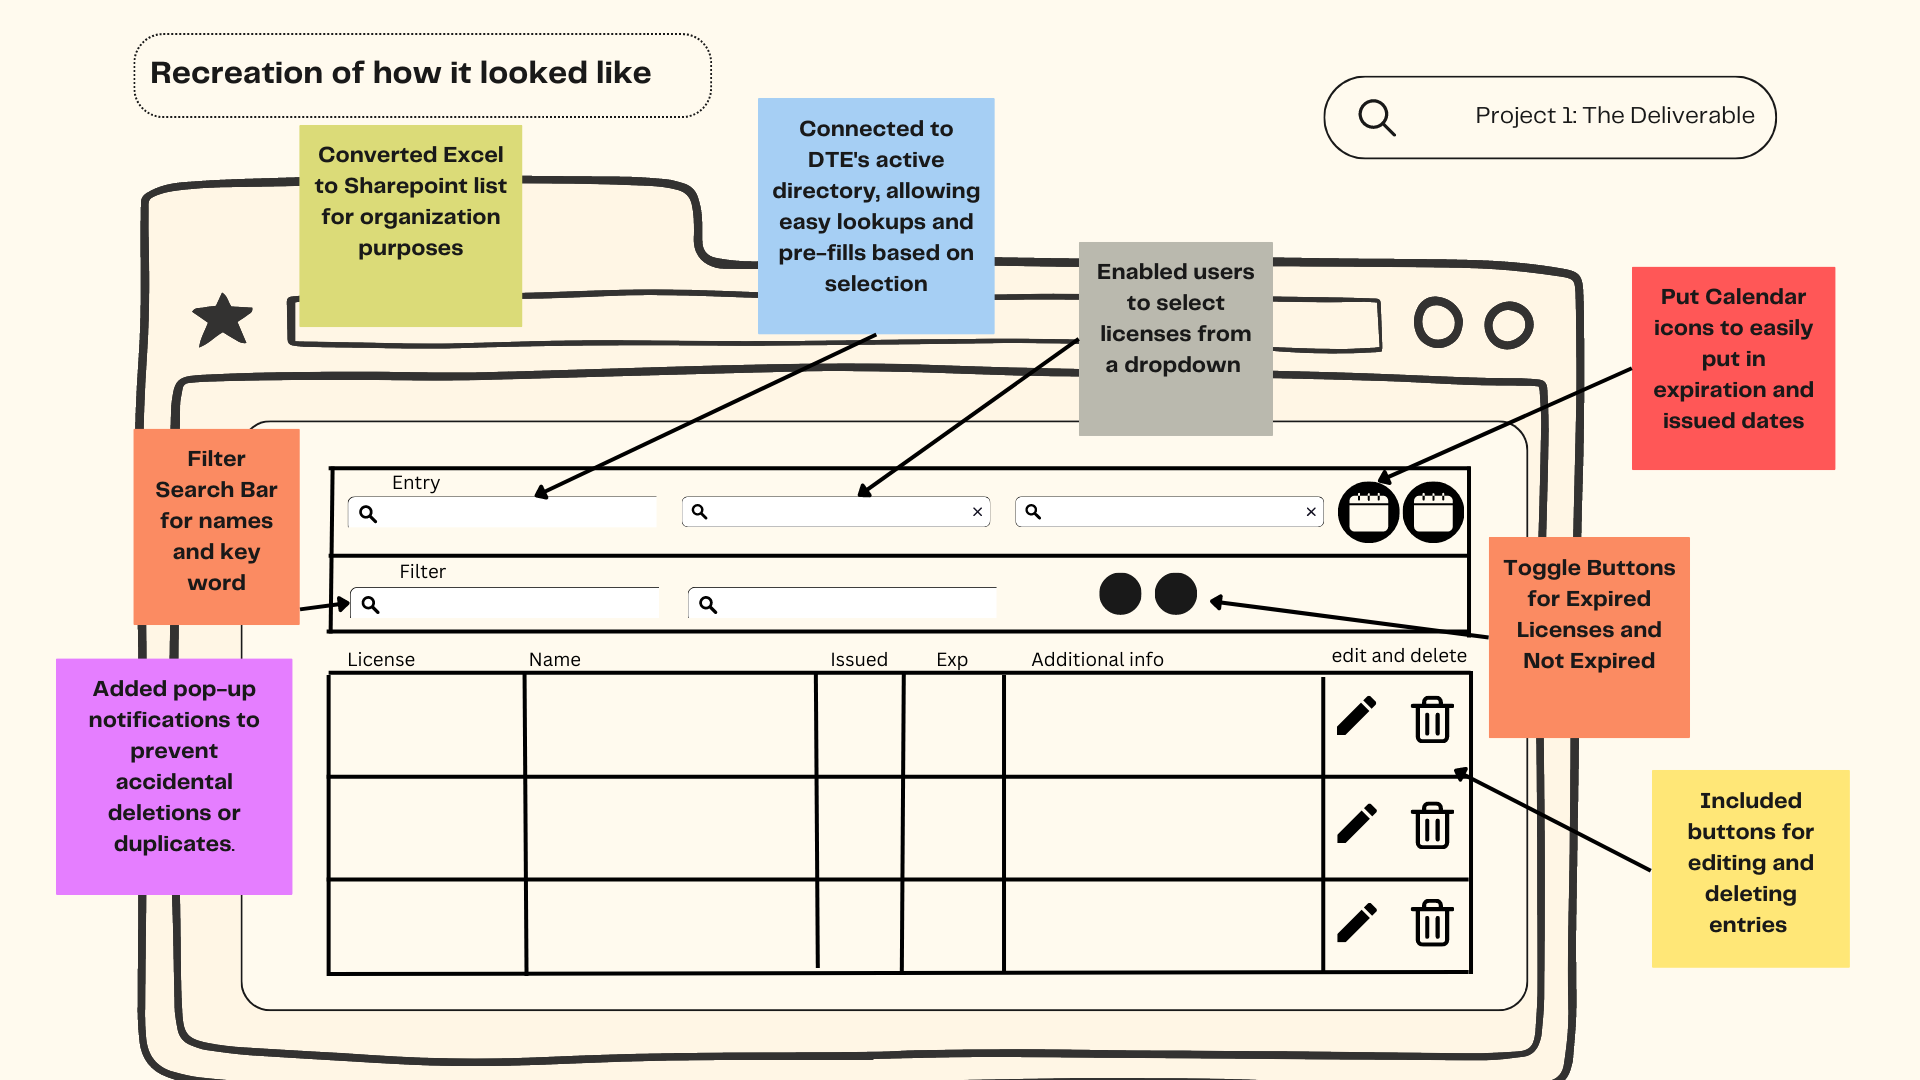 Recreation of how it looked like
Project 1: The Deliverable
Converted Excel
to Sharepoint list
for organization
purposes
Connected to
DTE's active
directory, allowing
easy lookups and
pre-fills based on
selection
Enabled users
to select
licenses from
a dropdown
Put Calendar
icons to easily
put in
expiration and
issued dates
Filter
Search Bar
for names
and key
word
Entry
×
×
Filter
Toggle Buttons
for Expired
Licenses and
Not Expired
Added pop-up
notifications to
prevent
accidental
deletions or
duplicates.
License Name Issued Exp Additional info edit and delete
Included
buttons for
editing and
deleting
entries